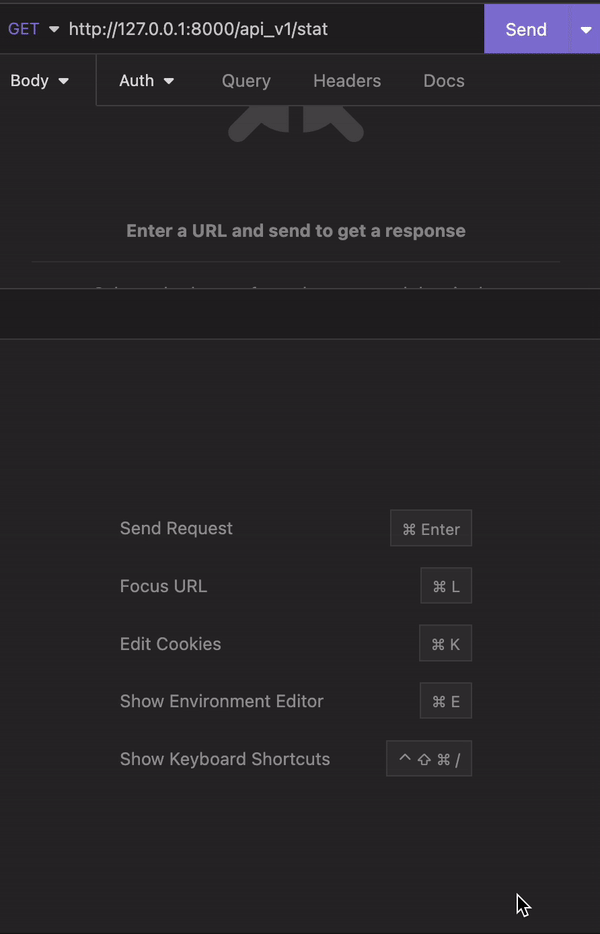 GET http://127.0.0.1:8000/api_v1/stat Send
Body Auth Query Headers Docs
Enter a URL and send to get a response
Send Request ⌘ Enter
Focus URL ⌘ L
Edit Cookies ⌘ K
Show Environment Editor ⌘ E
Show Keyboard Shortcuts ^ ⇧ ⌘ /